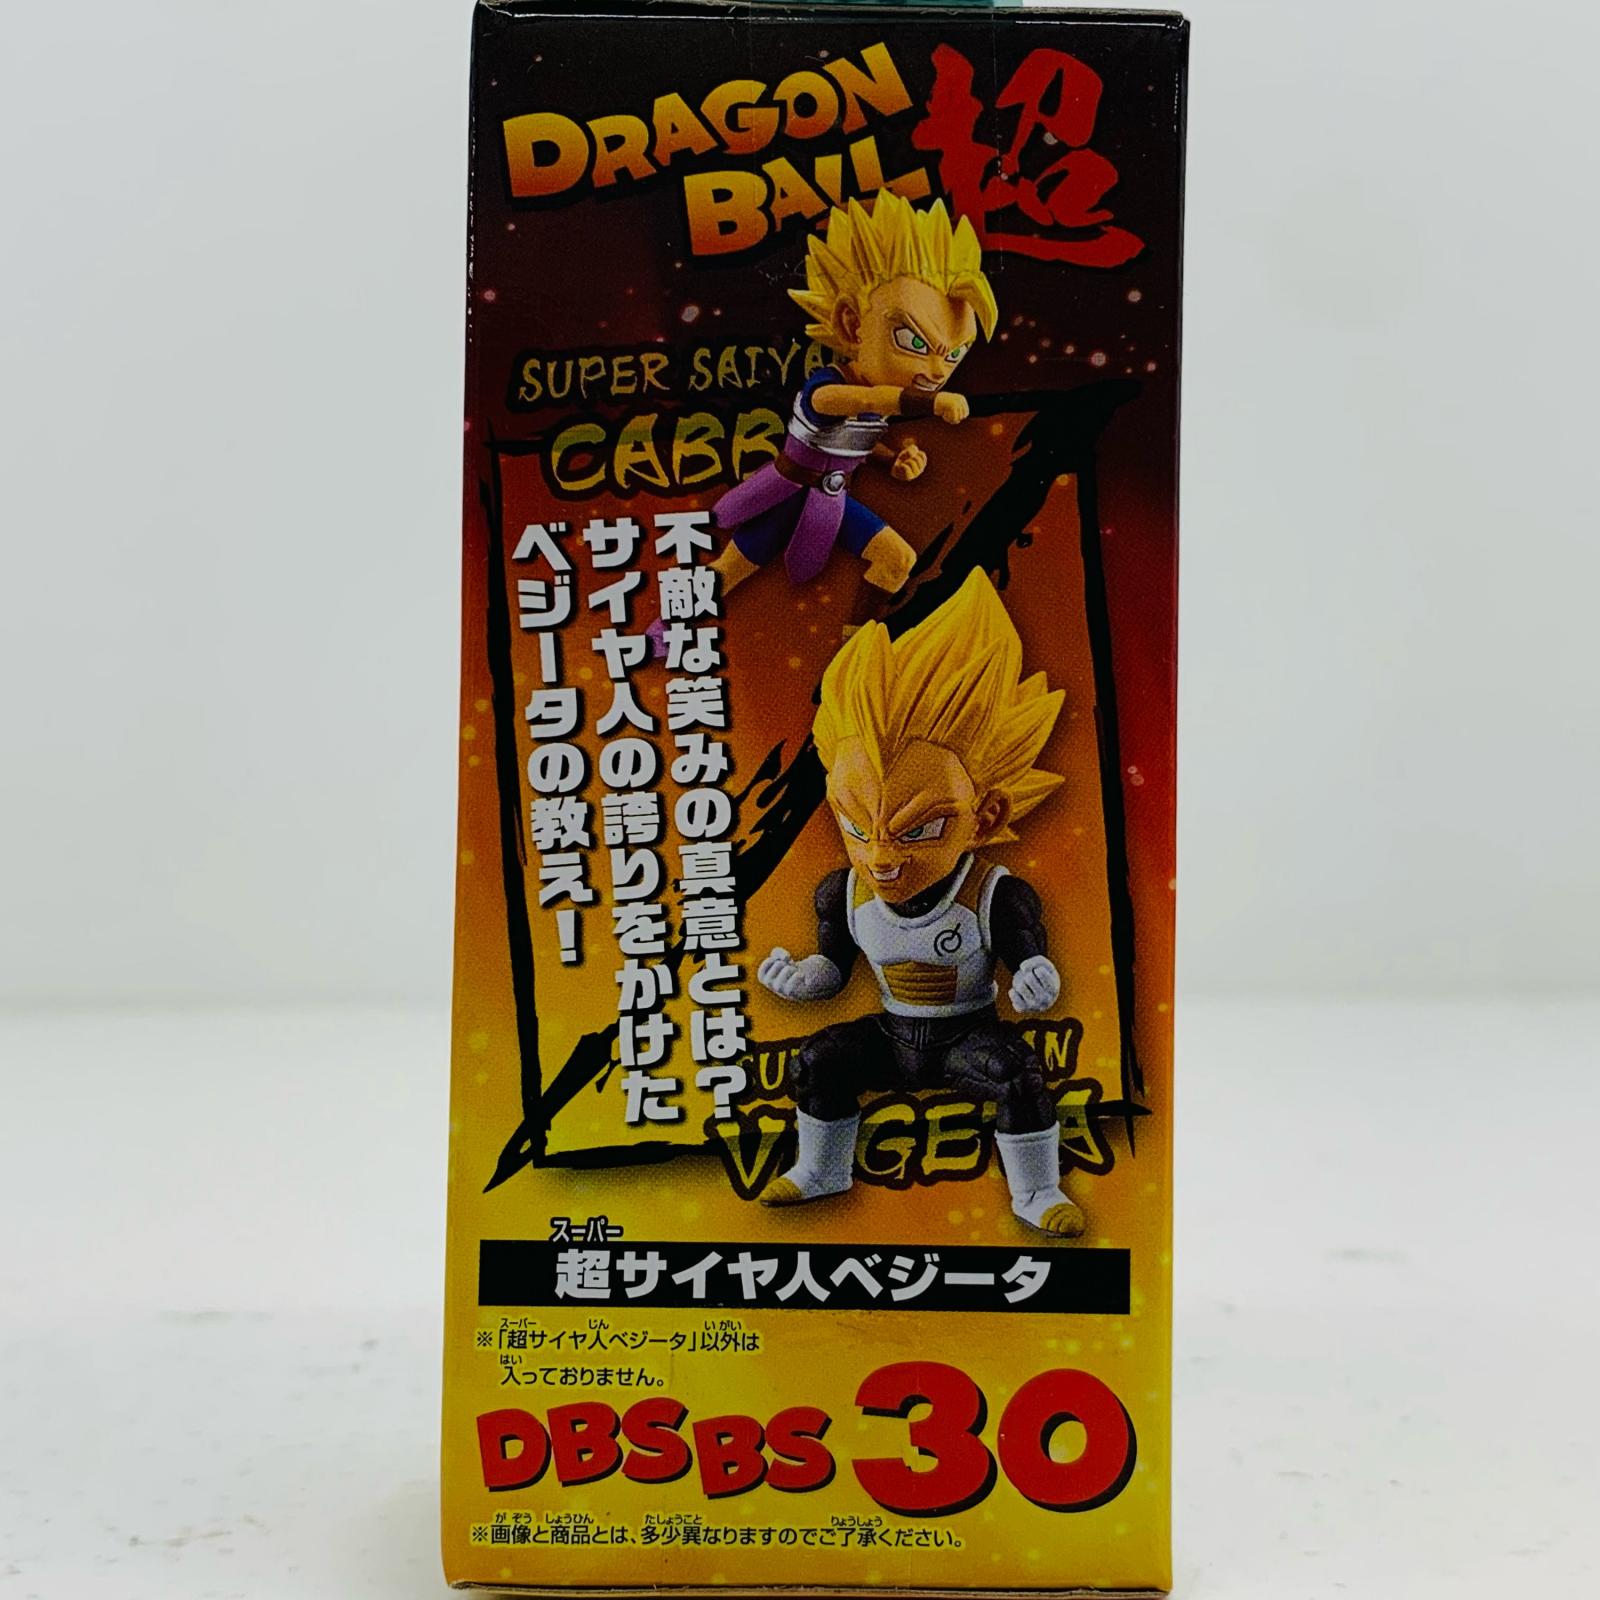 DRAGON
BALL 超
SUPER SAIYA
CABB
不敵な笑みの真意とは?
サイヤ人の誇りをかけた
ベジータの教え!
VEGETA
スーパー
超サイヤ人ベジータ
スーパー じん いがい
※「超サイヤ人ベジータ」以外は
はい
入っておりません。
DBSBS 30
がぞう しょうひん たしょうこと りょうしょう
※画像と商品とは、多少異なりますのでご了承ください。